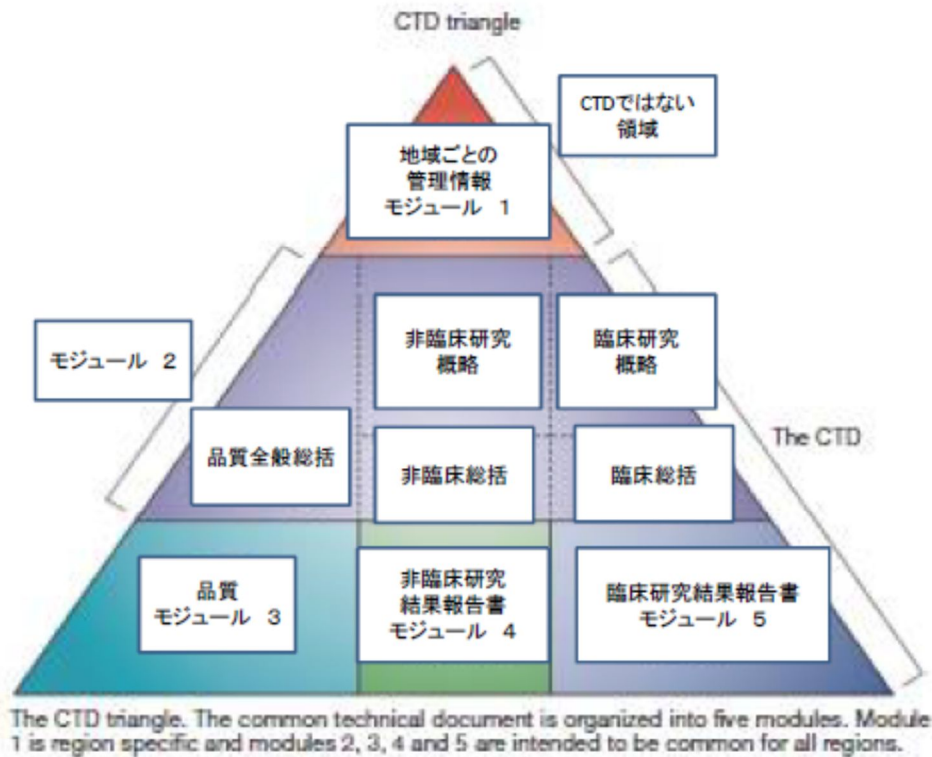 CTD triangle
CTDではない
領域
地域ごとの
管理情報
モジュール 1
モジュール 2
非臨床研究
概略
臨床研究
概略
The CTD
品質全般総括
非臨床総括
臨床総括
品質
モジュール 3
非臨床研究
結果報告書
モジュール 4
臨床研究結果報告書
モジュール 5
The CTD triangle. The common technical document is organized into five modules. Module
1 is region specific and modules 2, 3, 4 and 5 are intended to be common for all regions.